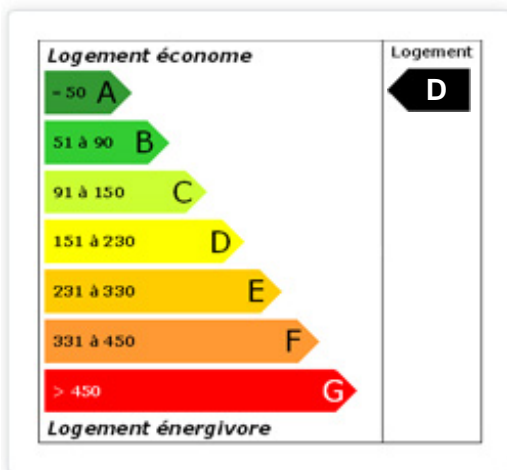 Logement économe
Logement
- 50 A
D
51 à 90 B
91 à 150 C
151 à 230 D
231 à 330 E
331 à 450 F
> 450 G
Logement énergivore